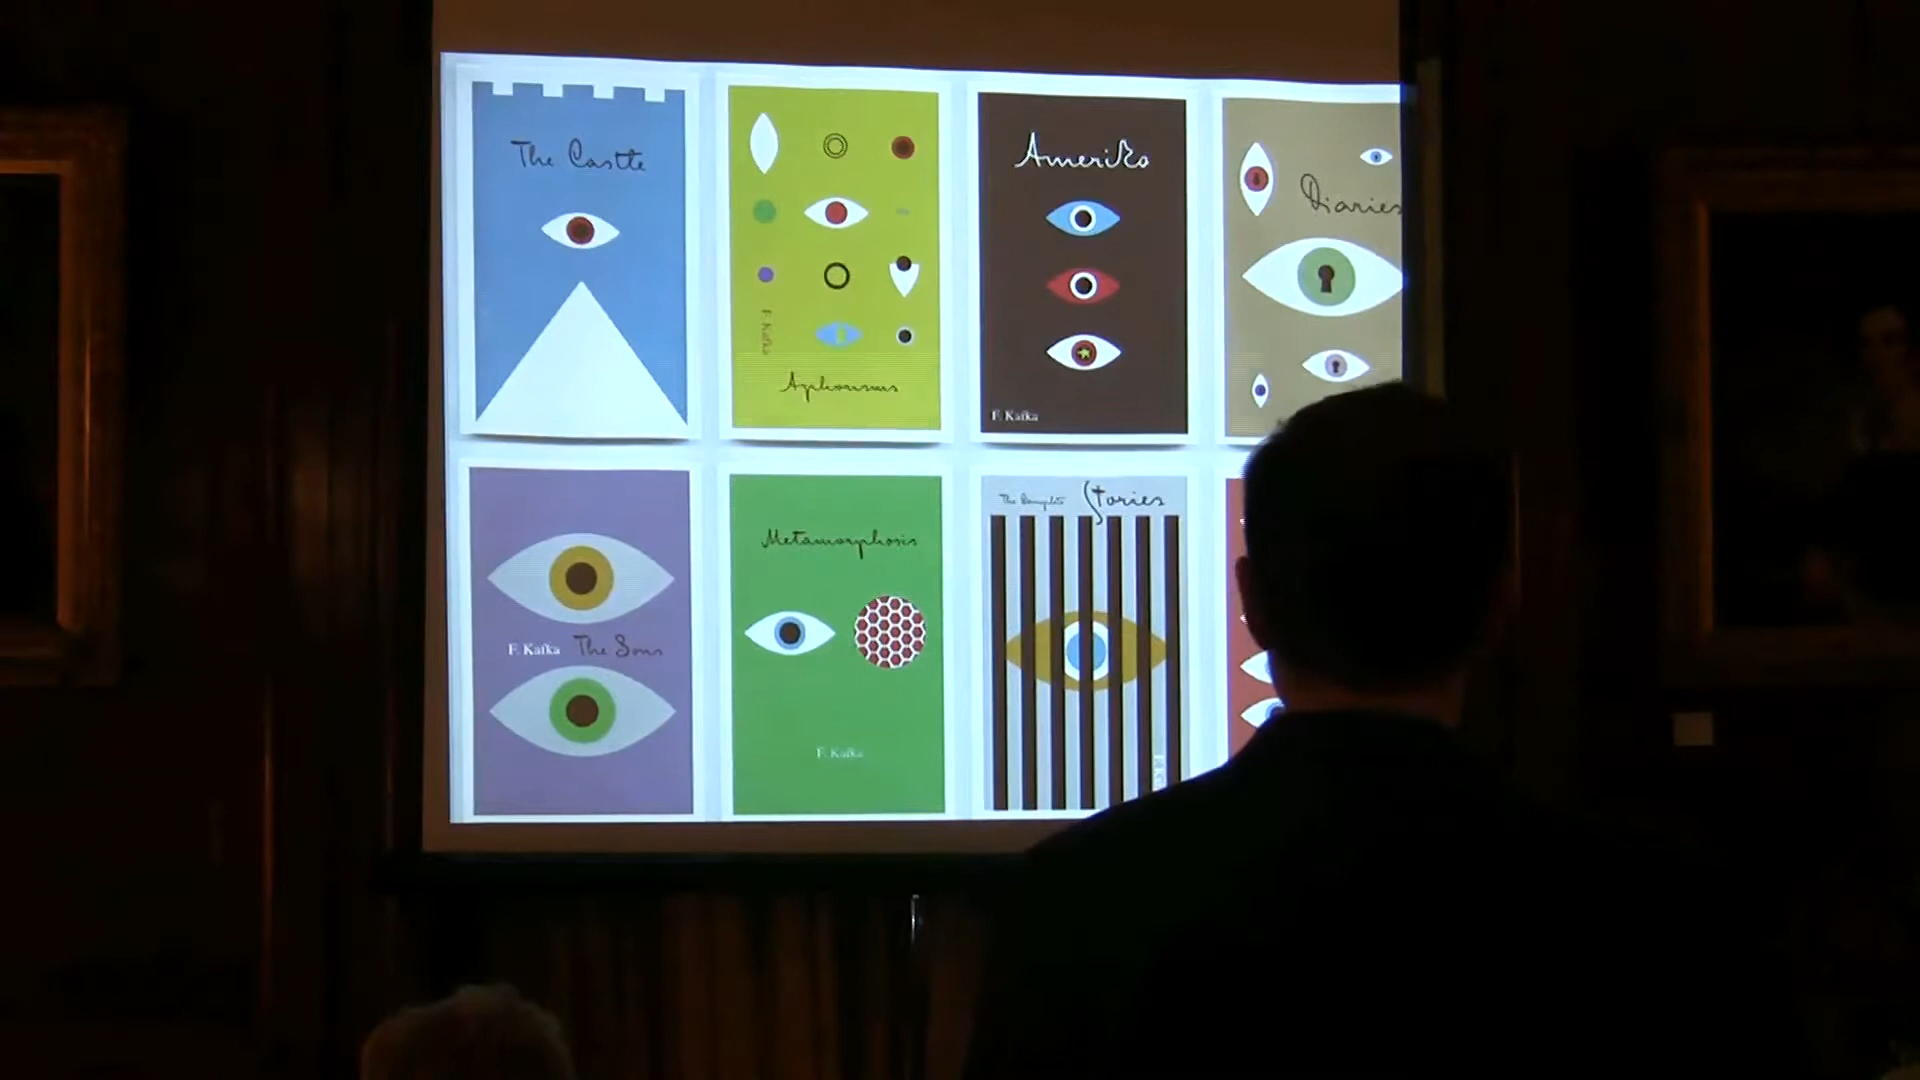 The Castle
F. Kafka
Aphorisms
Amerika
F. Kafka
Diaries
F. Kafka The Sons
Metamorphosis
F. Kafka
The Complete Stories